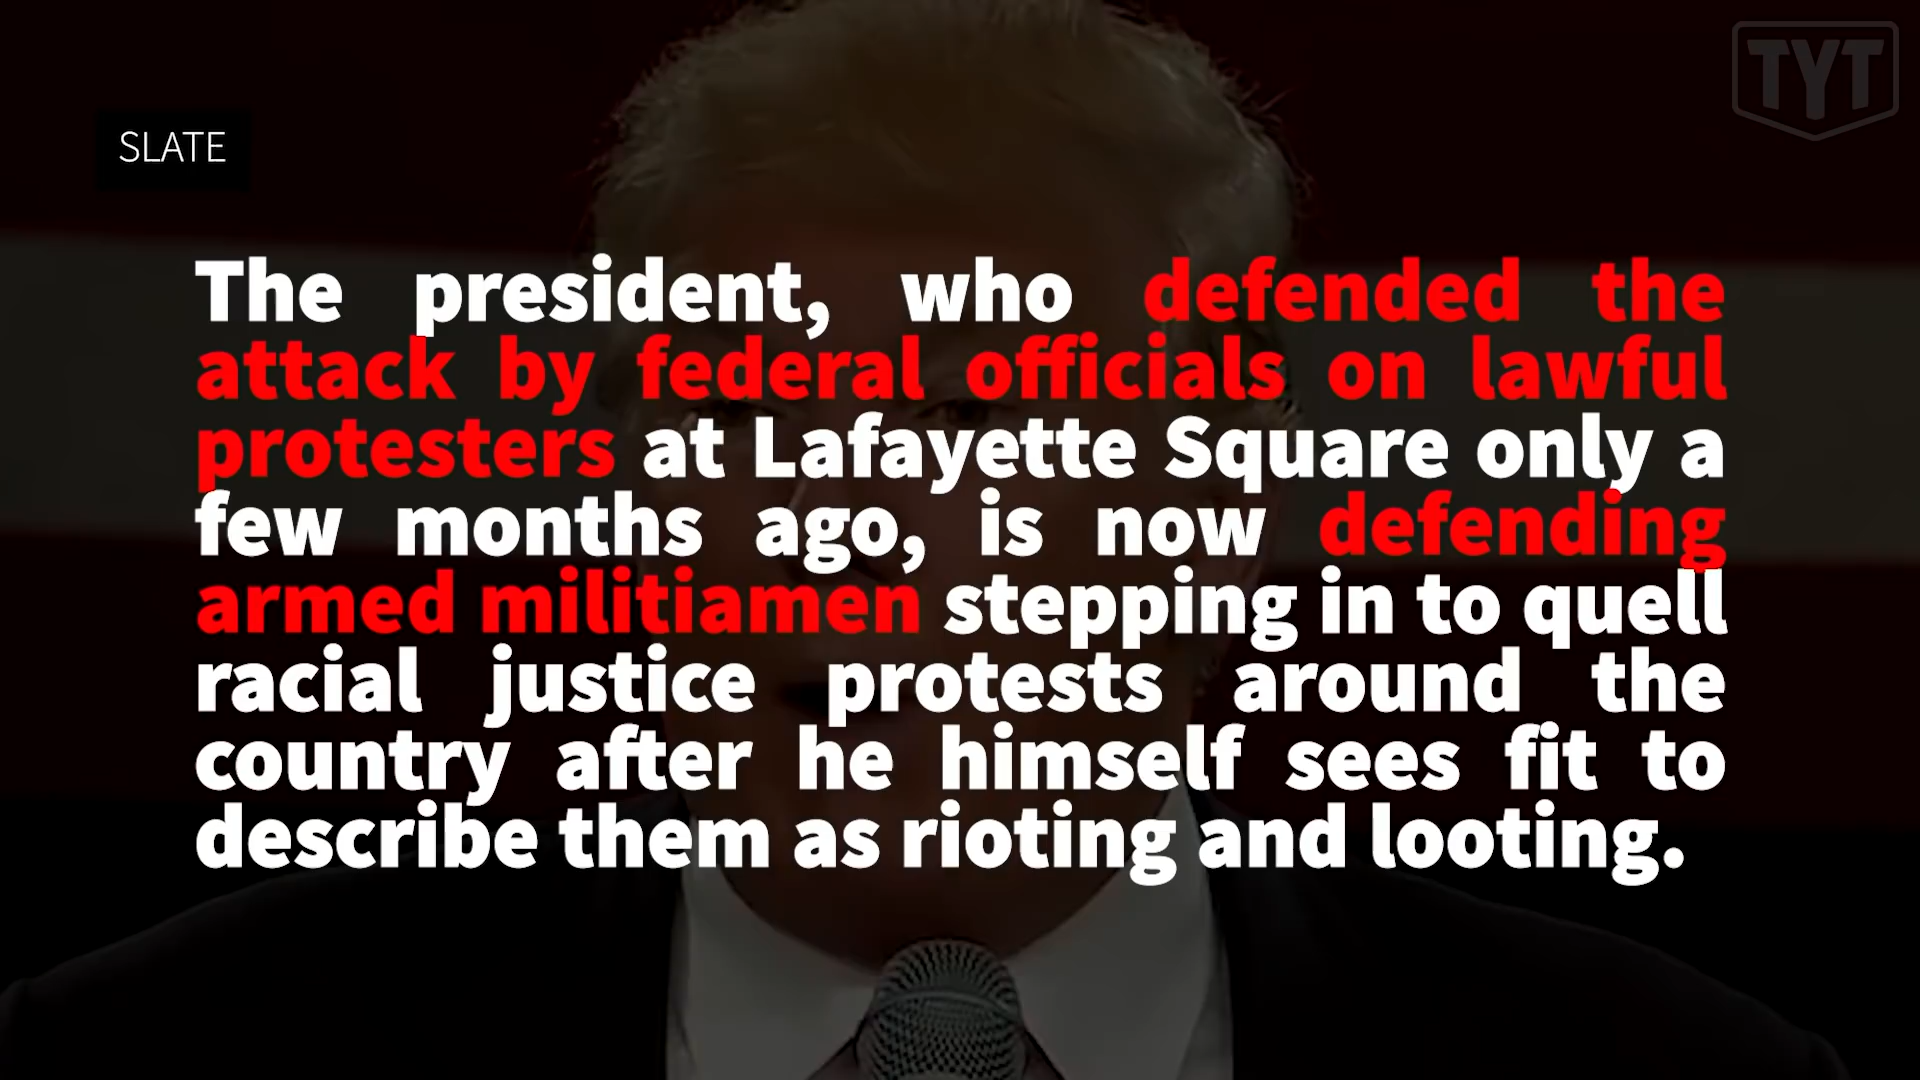 TYT
SLATE
The president, who defended the
attack by federal officials on lawful
protesters at Lafayette Square only a
few months ago, is now defending
armed militiamen stepping in to quell
racial justice protests around the
country after he himself sees fit to
describe them as rioting and looting.